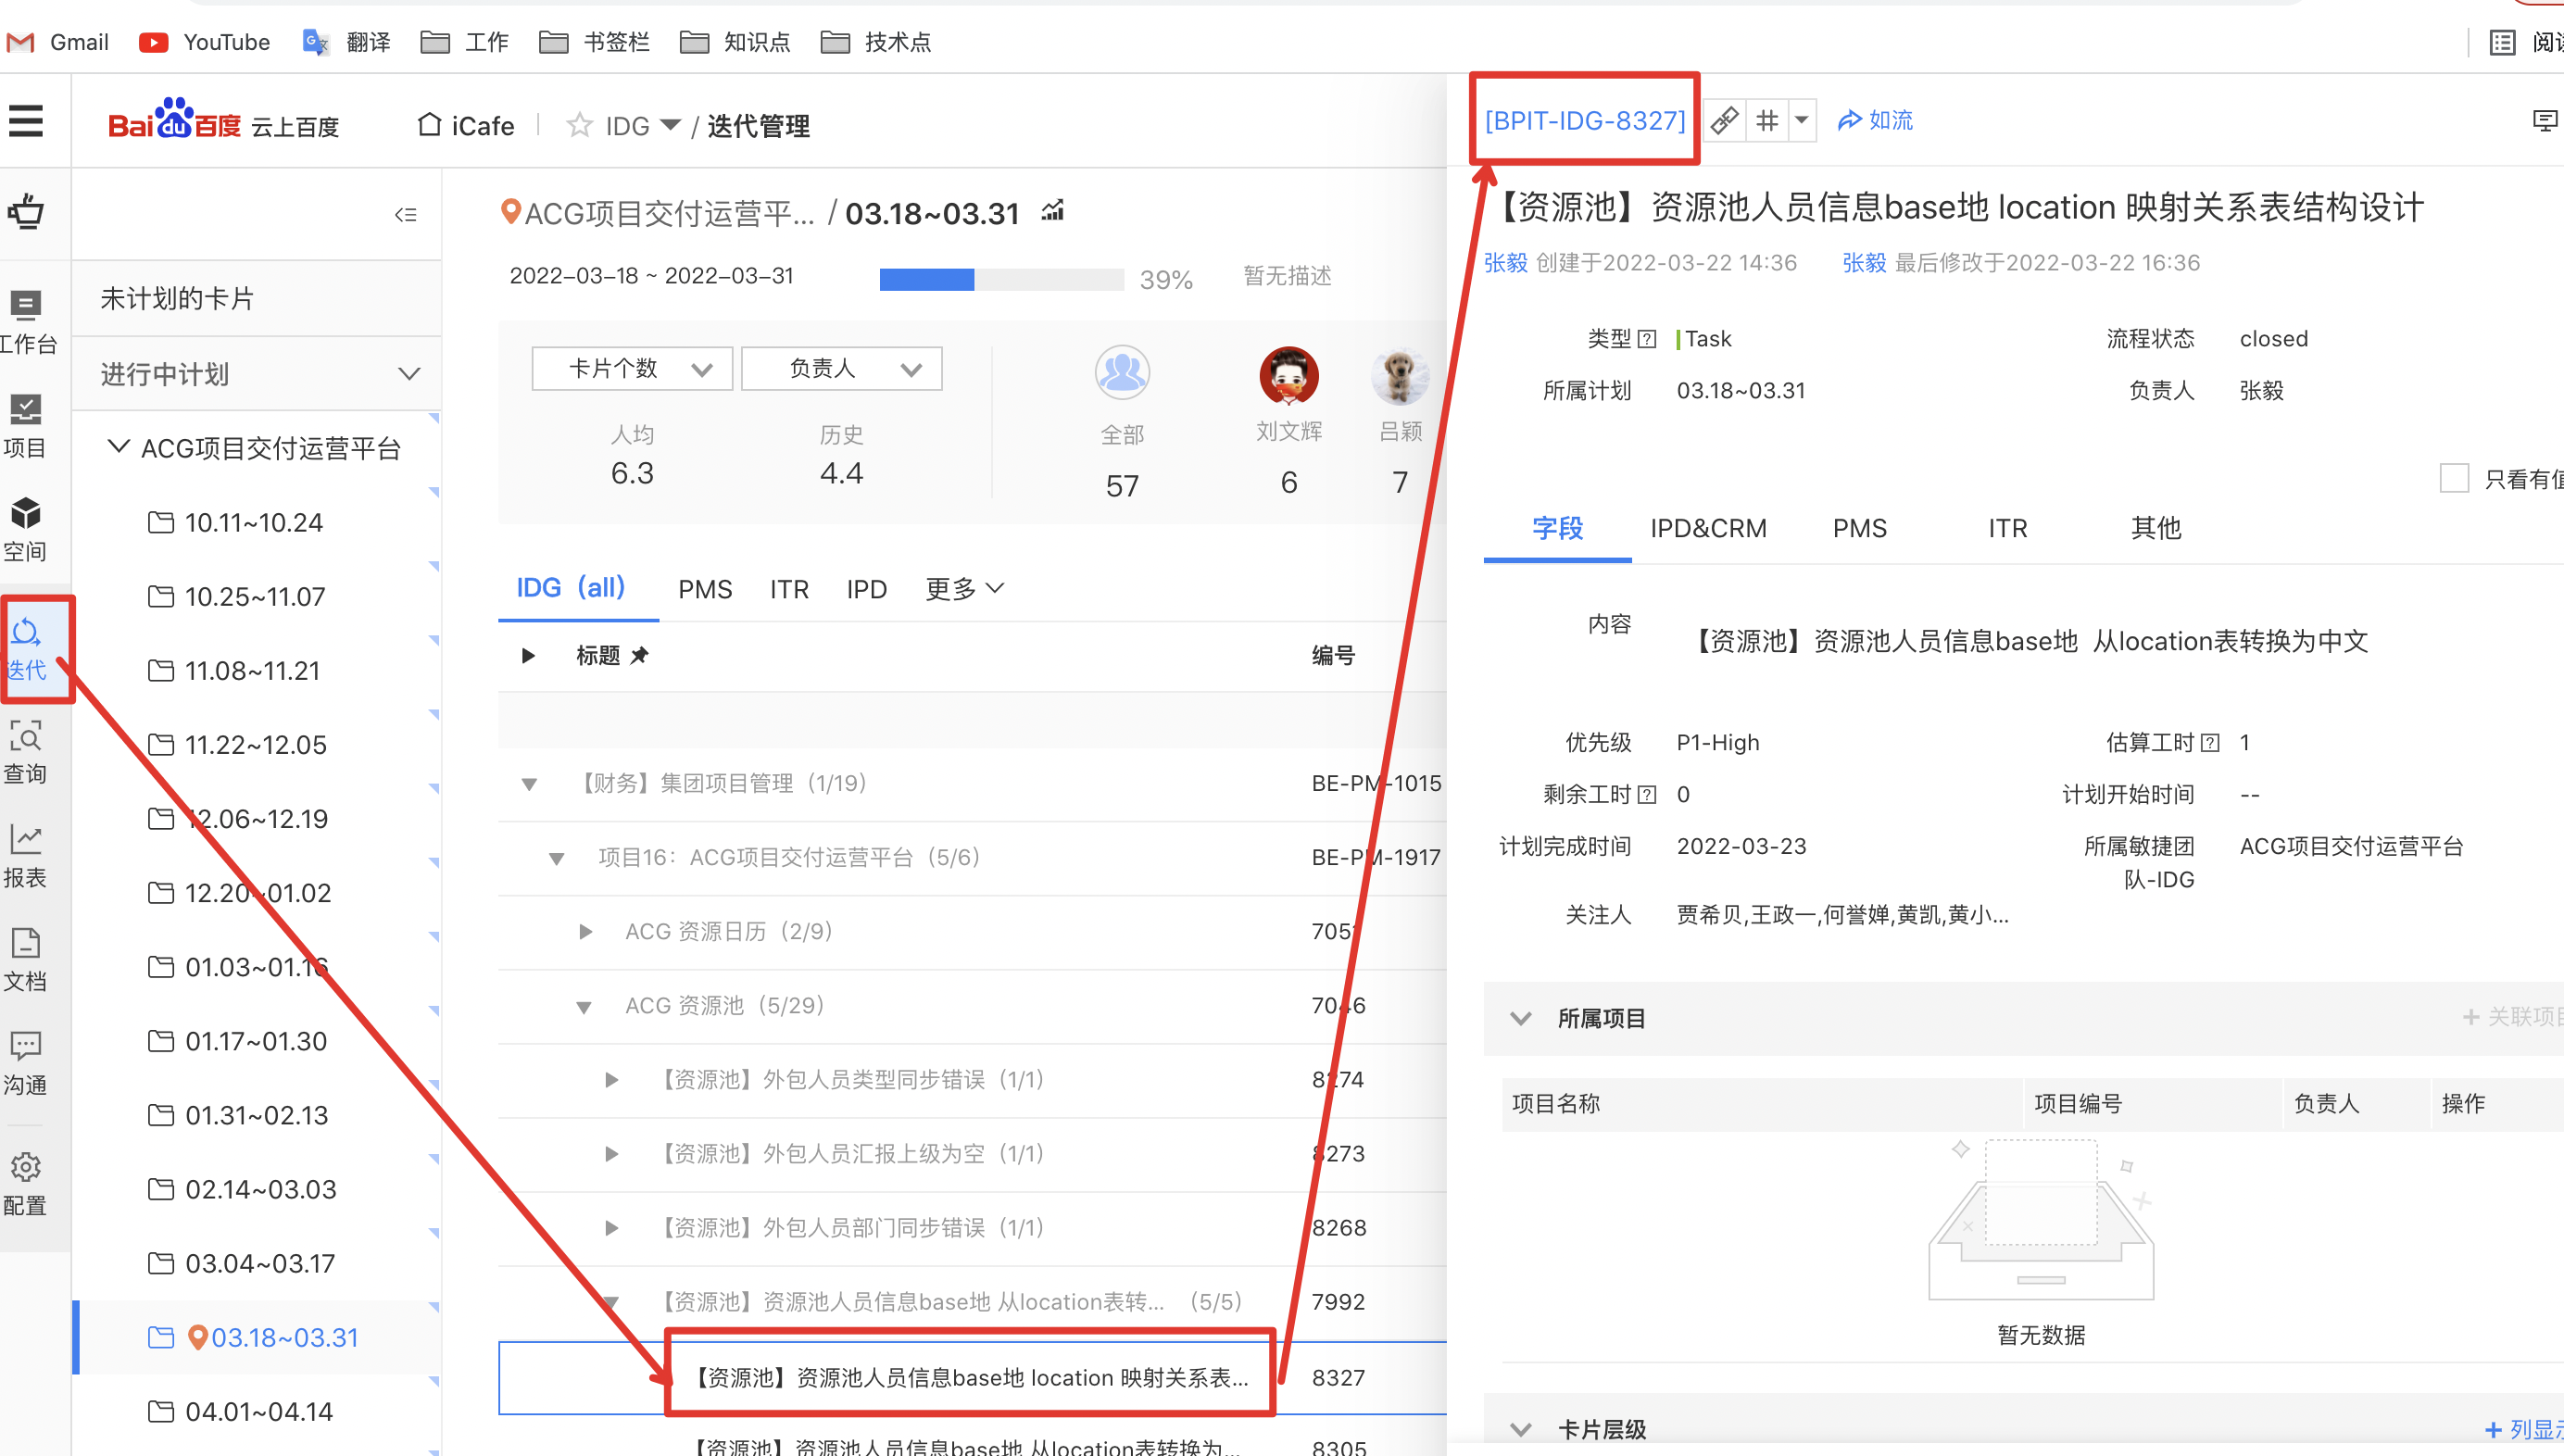 Gmail YouTube 翻译 工作 书签栏 知识点 技术点
Bai du 百度 云上百度 iCafe IDG / 迭代管理
工作台
项目
空间
迭代
查询
报表
文档
沟通
配置
未计划的卡片
进行中计划
ACG项目交付运营平台
10.11~10.24
10.25~11.07
11.08~11.21
11.22~12.05
12.06~12.19
12.20~01.02
01.03~01.16
01.17~01.30
01.31~02.13
02.14~03.03
03.04~03.17
03.18~03.31
04.01~04.14
ACG项目交付运营平... / 03.18~03.31
2022-03-18 ~ 2022-03-31 39% 暂无描述
卡片个数 负责人
人均 历史 全部 刘文辉 吕颖
6.3 4.4 57 6 7
IDG（all） PMS ITR IPD 更多
标题 编号
【财务】集团项目管理（1/19） BE-PM-1015
项目16：ACG项目交付运营平台（5/6） BE-PM-1917
ACG 资源日历（2/9） 705
ACG 资源池（5/29） 7046
【资源池】外包人员类型同步错误（1/1） 8274
【资源池】外包人员汇报上级为空（1/1） 8273
【资源池】外包人员部门同步错误（1/1） 8268
【资源池】资源池人员信息base地 从location表转... （5/5） 7992
【资源池】资源池人员信息base地 location 映射关系表... 8327
【资源池】资源池人员信息base地 从location表转换为... 8305
[BPIT-IDG-8327] 如流
【资源池】资源池人员信息base地 location 映射关系表结构设计
张毅 创建于2022-03-22 14:36 张毅 最后修改于2022-03-22 16:36
类型 Task 流程状态 closed
所属计划 03.18~03.31 负责人 张毅
只看有值
字段 IPD&CRM PMS ITR 其他
内容 【资源池】资源池人员信息base地 从location表转换为中文
优先级 P1-High 估算工时 1
剩余工时 0 计划开始时间 --
计划完成时间 2022-03-23 所属敏捷团队-IDG ACG项目交付运营平台
关注人 贾希贝,王政一,何誉婵,黄凯,黄小...
所属项目 + 关联项目
项目名称 项目编号 负责人 操作
暂无数据
卡片层级 + 列显示